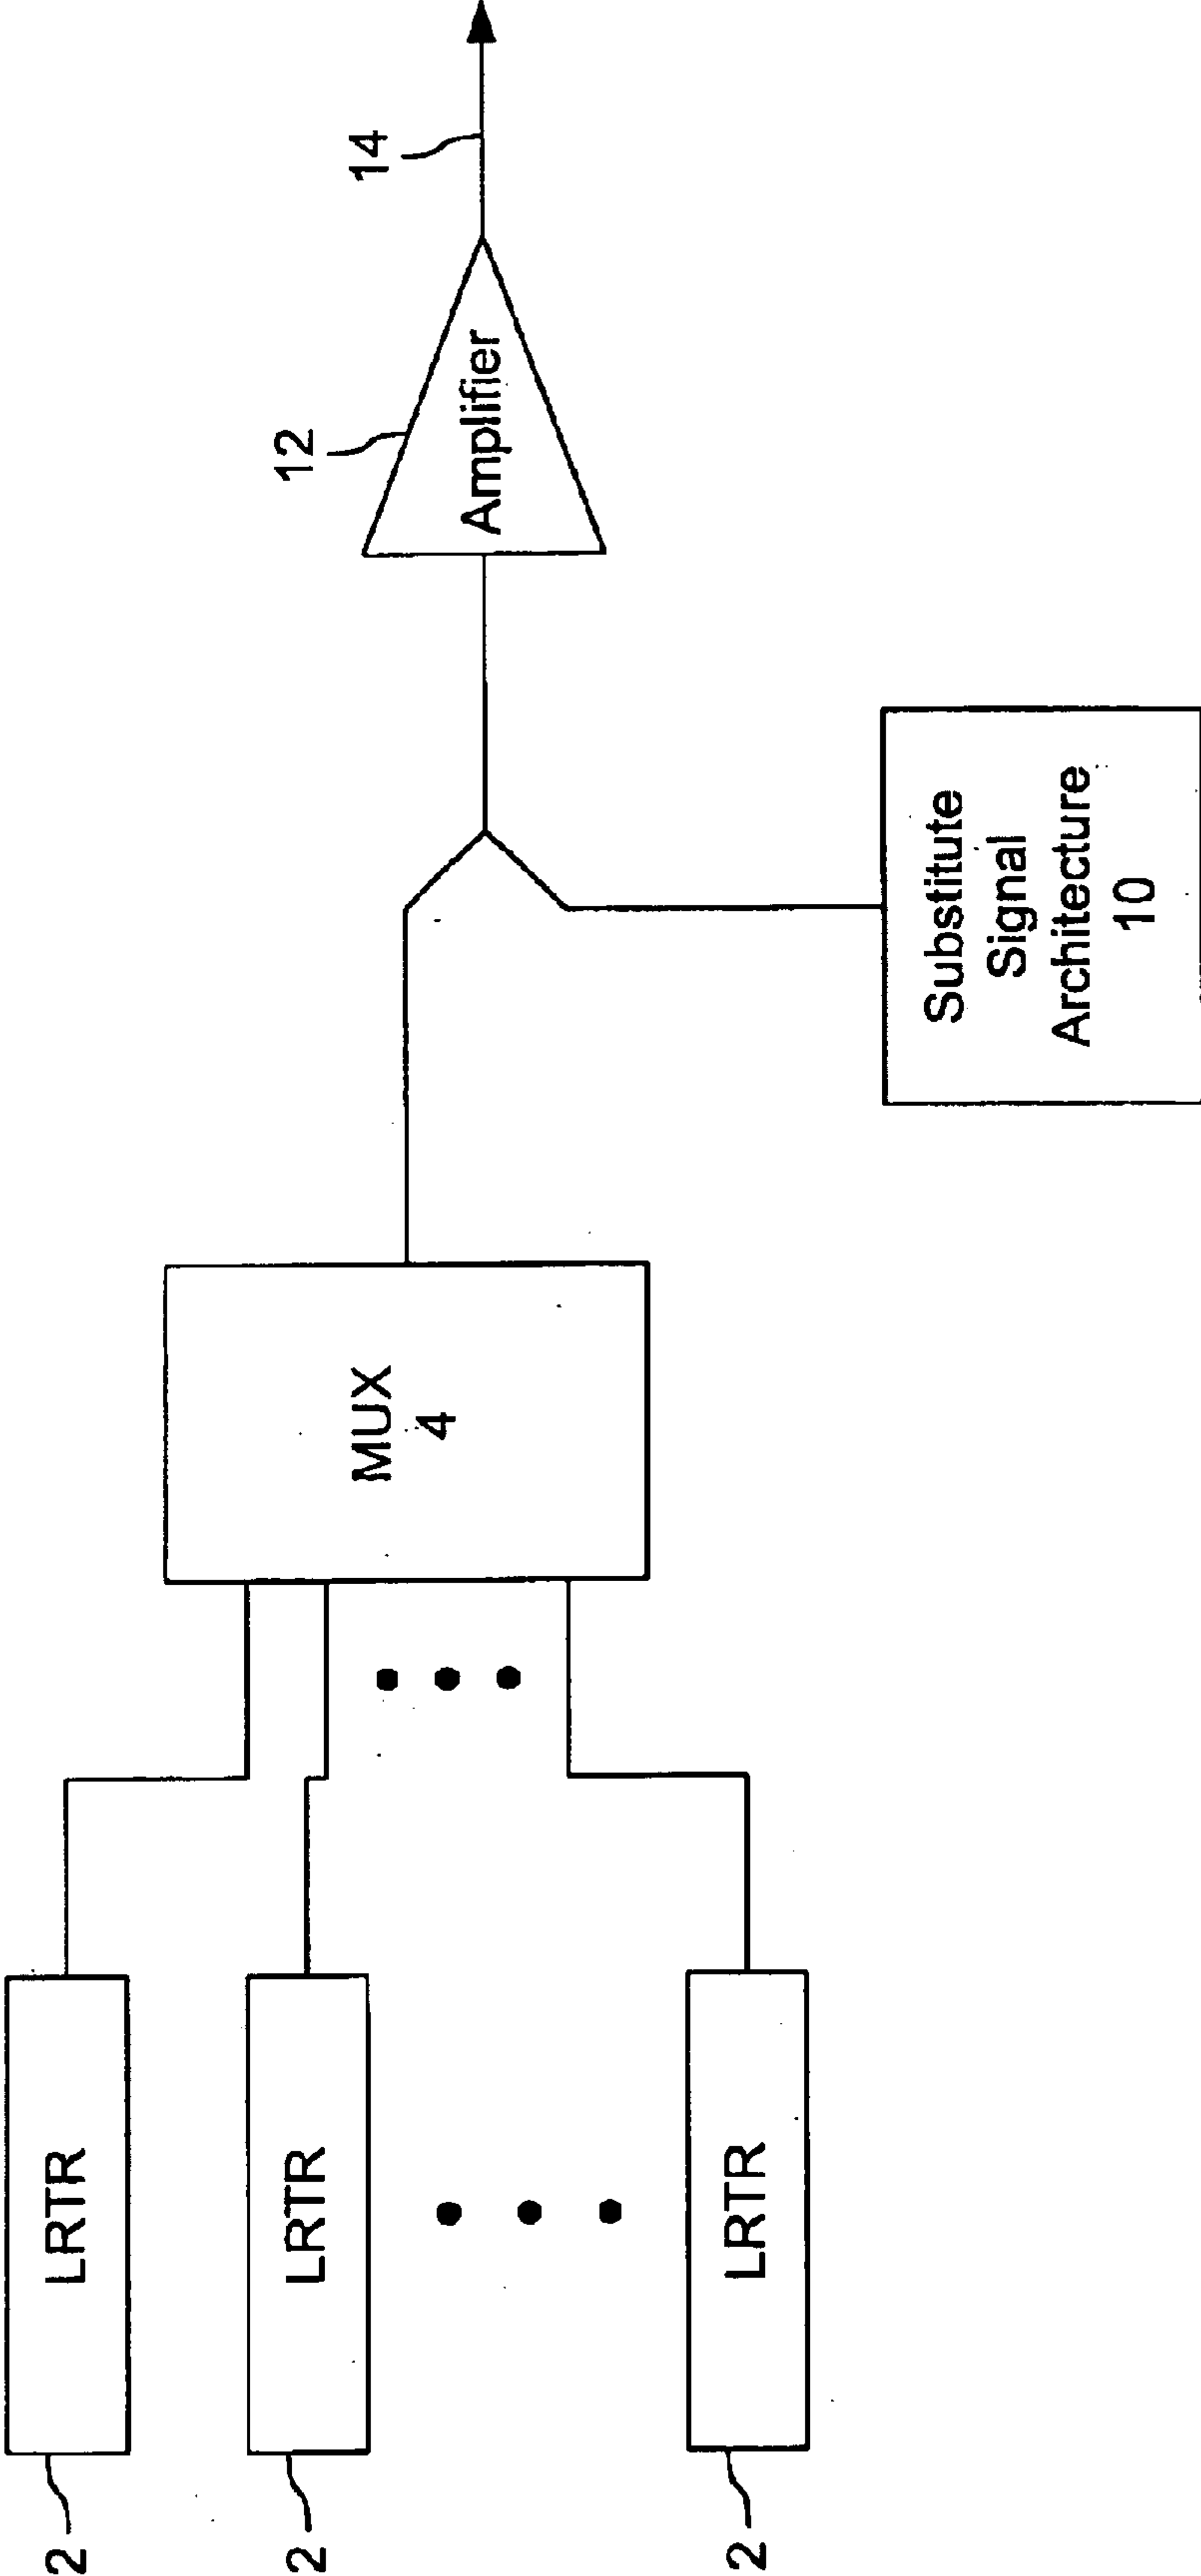 2
LRTR
2
LRTR
2
LRTR
MUX
4
Substitute
Signal
Architecture
10
12
Amplifier
14